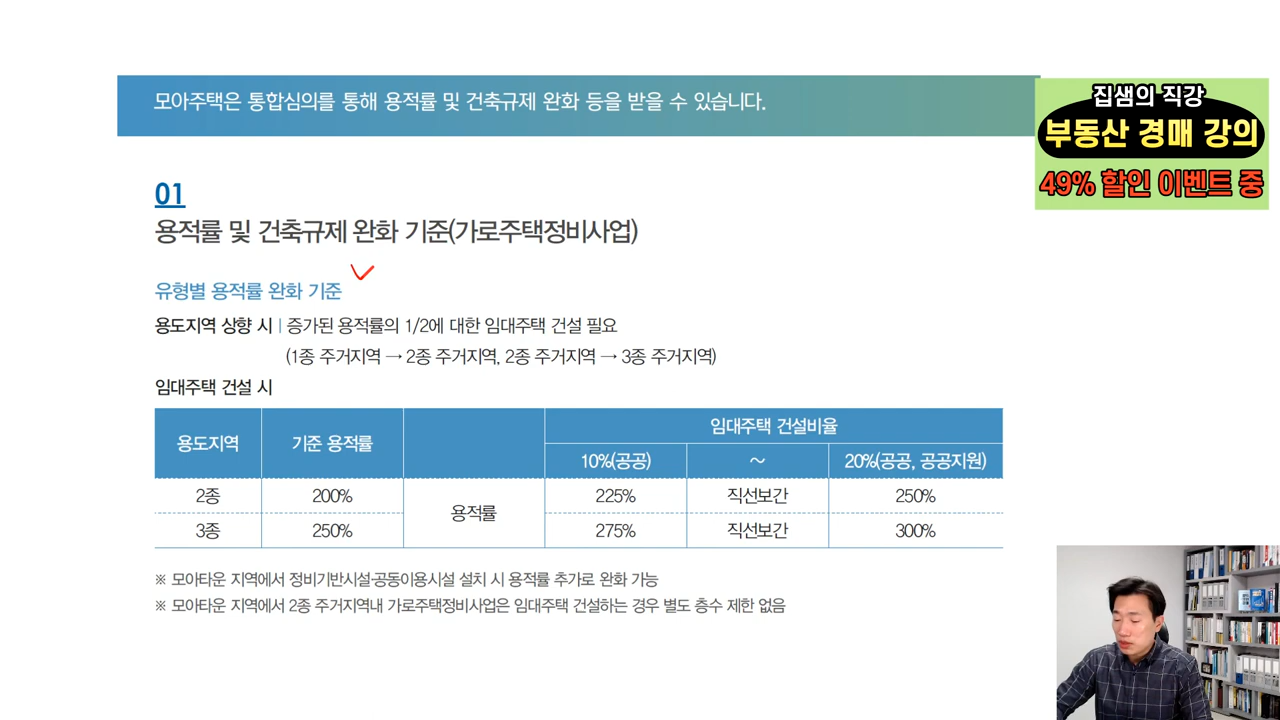 모아주택은 통합심의를 통해 용적률 및 건축규제 완화 등을 받을 수 있습니다.
집샘의 직강
부동산 경매 강의
49% 할인 이벤트 중
01
용적률 및 건축규제 완화 기준(가로주택정비사업)
유형별 용적률 완화 기준
용도지역 상향 시 | 증가된 용적률의 1/2에 대한 임대주택 건설 필요
(1종 주거지역 → 2종 주거지역, 2종 주거지역 → 3종 주거지역)
임대주택 건설 시
용도지역 기준 용적률 임대주택 건설비율
10%(공공) ~ 20%(공공, 공공지원)
2종 200% 용적률 225% 직선보간 250%
3종 250% 275% 직선보간 300%
※ 모아타운 지역에서 정비기반시설·공동이용시설 설치 시 용적률 추가로 완화 가능
※ 모아타운 지역에서 2종 주거지역내 가로주택정비사업은 임대주택 건설하는 경우 별도 층수 제한 없음